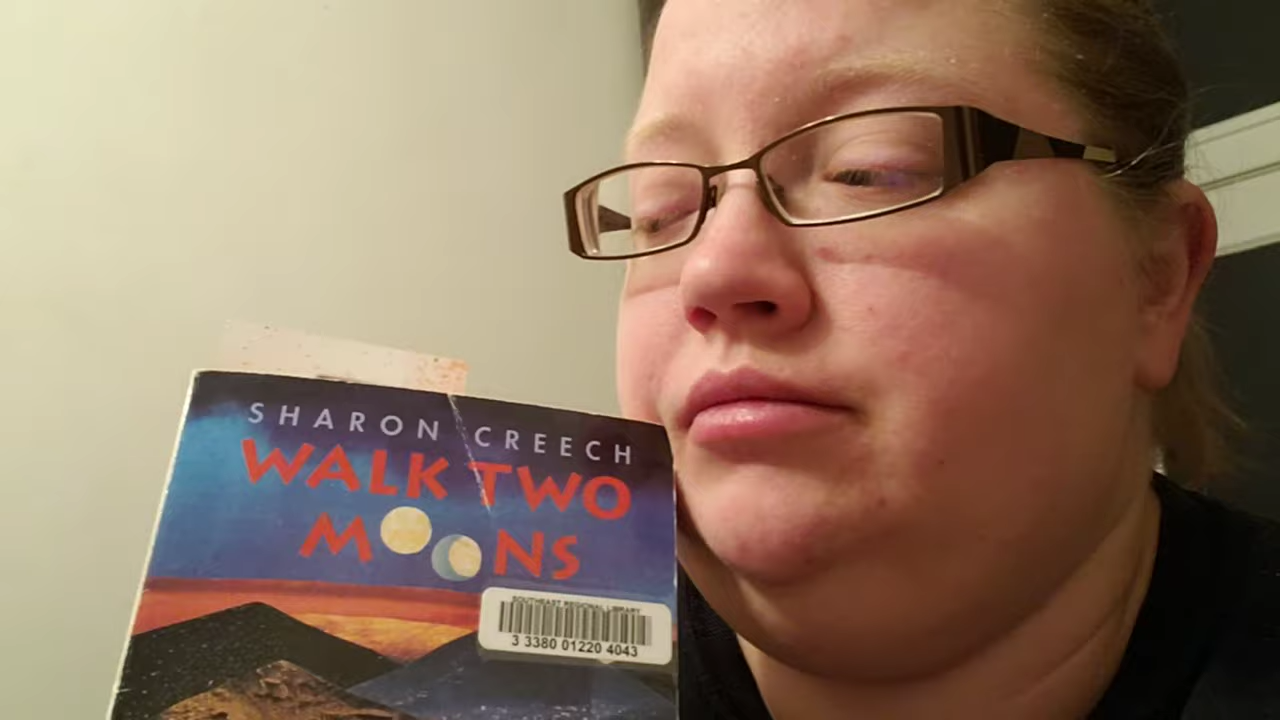 SHARON CREECH
WALK TWO
MOONS
SOUTHEAST REGIONAL LIBRARY
3 3380 01220 4043